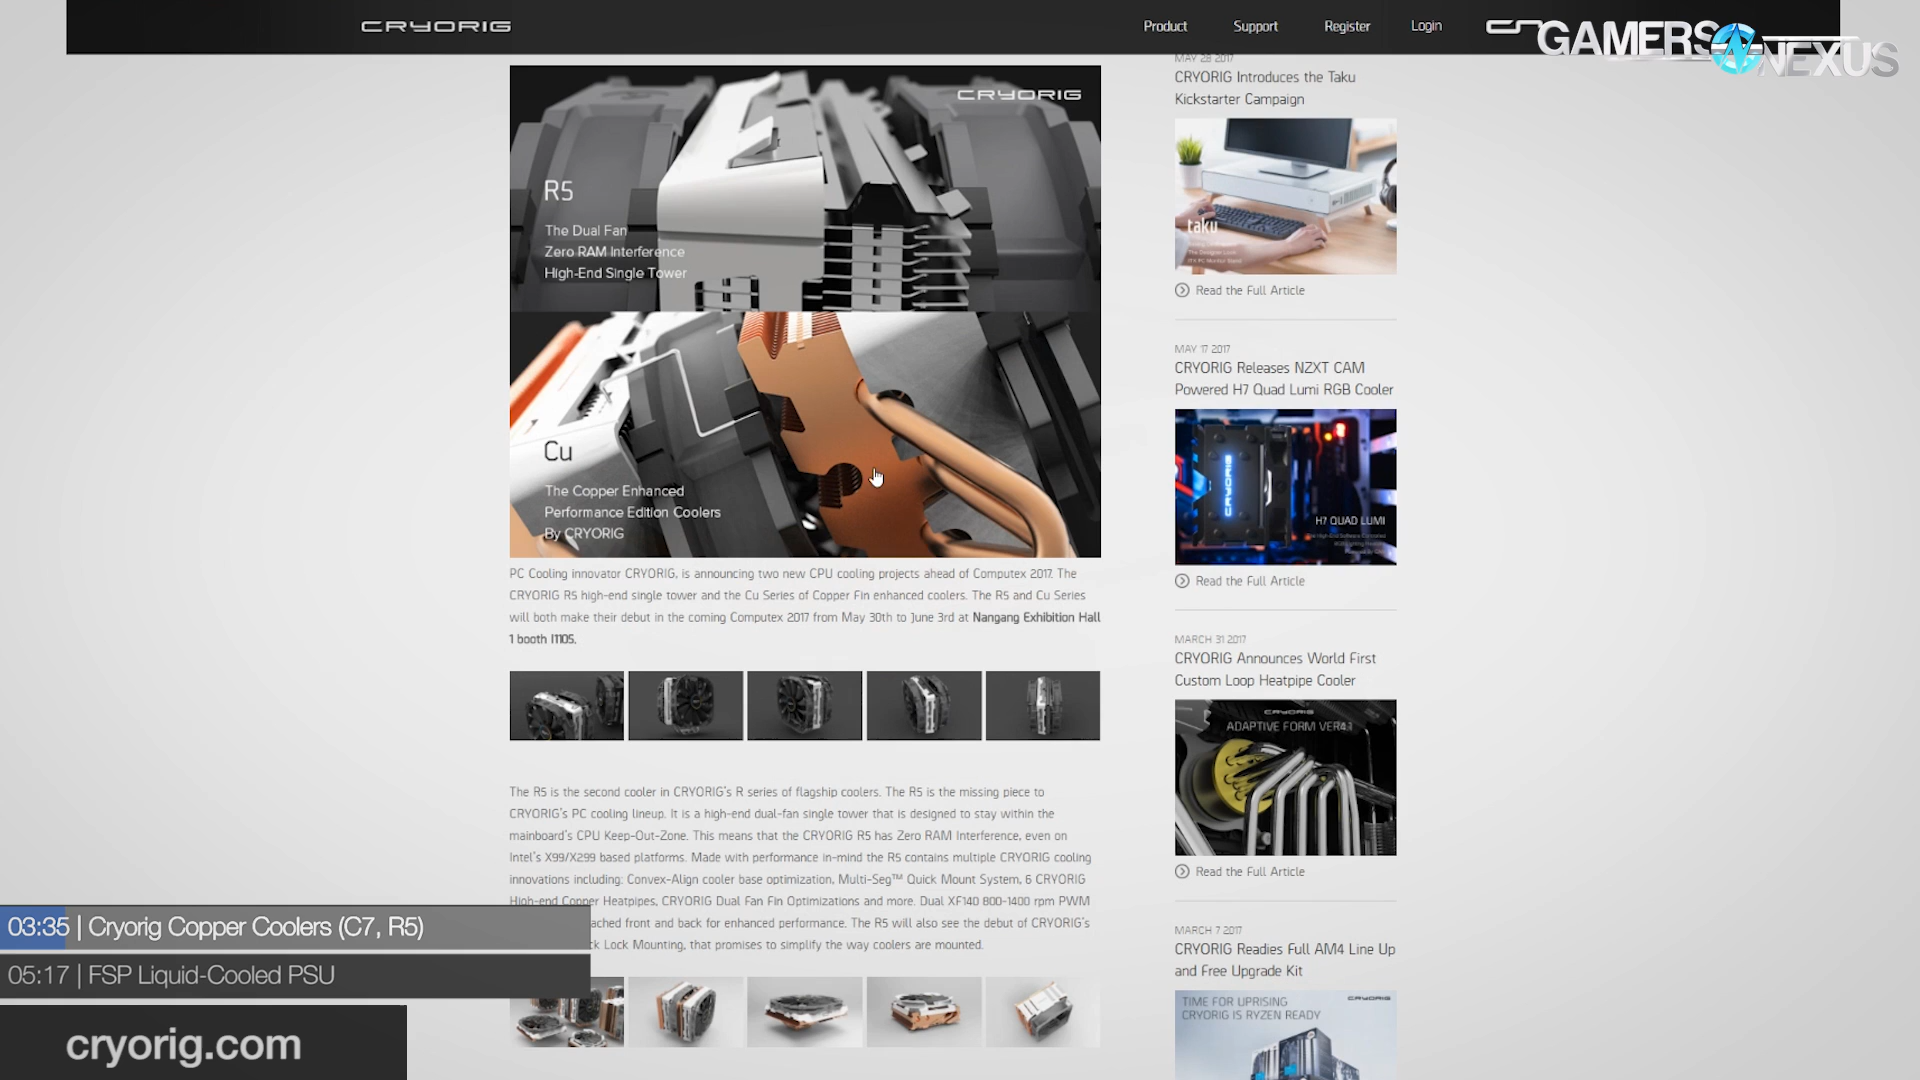 CRYORIG
Product
Support
Register
Login
GAMERS NEXUS
CRYORIG
R5
The Dual Fan
Zero RAM Interference
High-End Single Tower
Cu
The Copper Enhanced
Performance Edition Coolers
By CRYORIG
PC Cooling innovator CRYORIG, is announcing two new CPU cooling projects ahead of Computex 2017. The
CRYORIG R5 high-end single tower and the Cu Series of Copper Fin enhanced coolers. The R5 and Cu Series
will both make their debut in the coming Computex 2017 from May 30th to June 3rd at Nangang Exhibition Hall
1 booth I1105.
The R5 is the second cooler in CRYORIG's R series of flagship coolers. The R5 is the missing piece to
CRYORIG's PC cooling lineup. It is a high-end dual-fan single tower that is designed to stay within the
mainboard's CPU Keep-Out-Zone. This means that the CRYORIG R5 has Zero RAM Interference, even on
Intel's X99/X299 based platforms. Made with performance in-mind the R5 contains multiple CRYORIG cooling
innovations including: Convex-Align cooler base optimization, Multi-Seg™ Quick Mount System, 6 CRYORIG
High-end Copper Heatpipes, CRYORIG Dual Fan Fin Optimizations and more. Dual XF140 800-1400 rpm PWM
ached front and back for enhanced performance. The R5 will also see the debut of CRYORIG's
ck Lock Mounting, that promises to simplify the way coolers are mounted.
MAY 28 2017
CRYORIG Introduces the Taku
Kickstarter Campaign
taku
Read the Full Article
MAY 17 2017
CRYORIG Releases NZXT CAM
Powered H7 Quad Lumi RGB Cooler
CRYORIG
H7 QUAD LUMI
Read the Full Article
MARCH 31 2017
CRYORIG Announces World First
Custom Loop Heatpipe Cooler
CRYORIG
ADAPTIVE FORM VER4.1
Read the Full Article
MARCH 7 2017
CRYORIG Readies Full AM4 Line Up
and Free Upgrade Kit
TIME FOR UPRISING
CRYORIG IS RYZEN READY
CRYORIG
03:35 | Cryorig Copper Coolers (C7, R5)
05:17 | FSP Liquid-Cooled PSU
cryorig.com